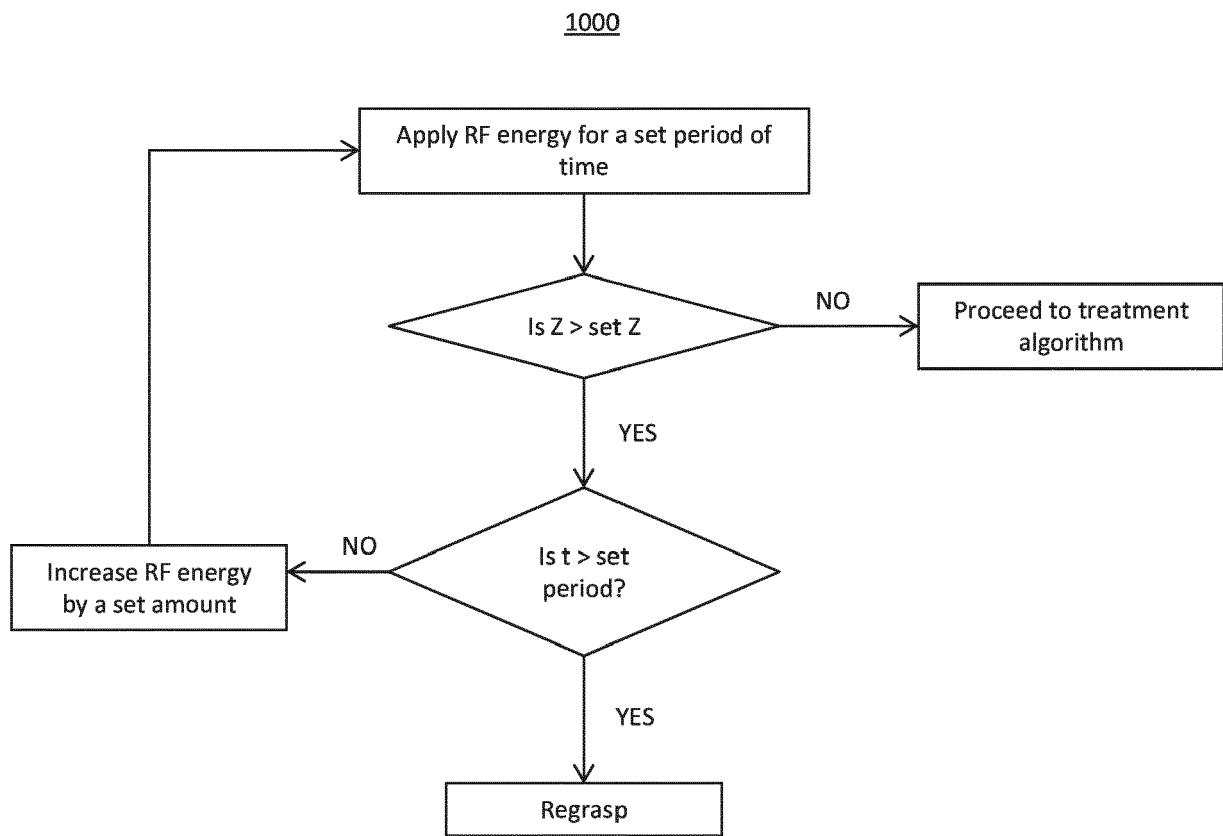 1000
Apply RF energy for a set period of
time
Is Z > set Z
NO
Proceed to treatment
algorithm
YES
Is t > set
period?
NO
Increase RF energy
by a set amount
YES
Regrasp